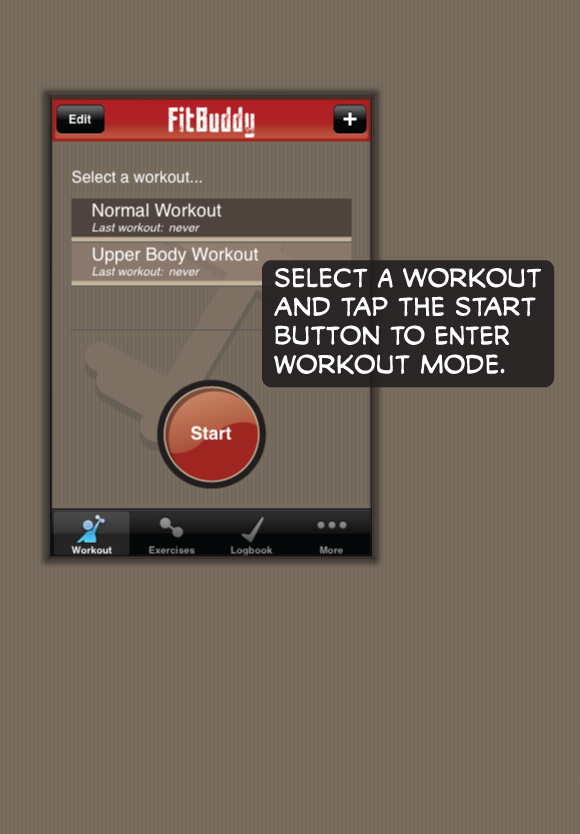 Edit
FitBuddy
+
Select a workout...
Normal Workout
Last workout: never
Upper Body Workout
Last workout: never
SELECT A WORKOUT
AND TAP THE START
BUTTON TO ENTER
WORKOUT MODE.
Start
Workout
Exercises
Logbook
More